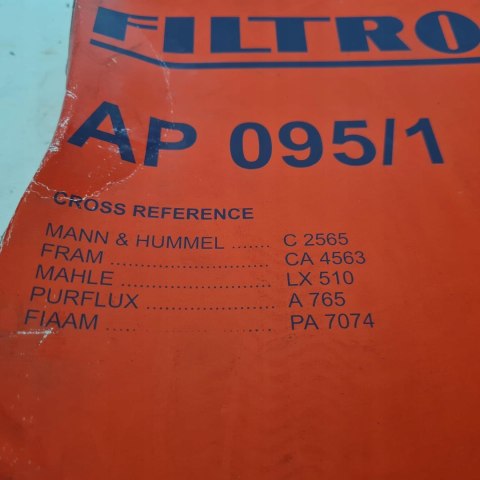 FILTRO
AP 095/1
CROSS REFERENCE
MANN & HUMMEL ....... C 2565
FRAM ...................... CA 4563
MAHLE ........................ LX 510
PURFLUX ..................... A 765
FIAAM ..... ....................... PA 7074